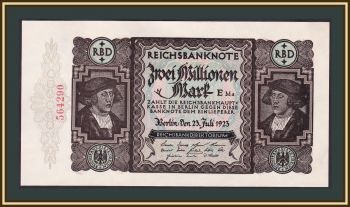 RBD
REICHSBANKNOTE
RBD
Zwei Millionen
Mark
E Ma
ZAHLT DIE REICHSBANKHAUPT-
KASSE IN BERLIN GEGEN DIESE
BANKNOTE DEM EINLIEFERER
Berlin, den 23. Juli 1923
REICHSBANKDIREKTORIUM
564290